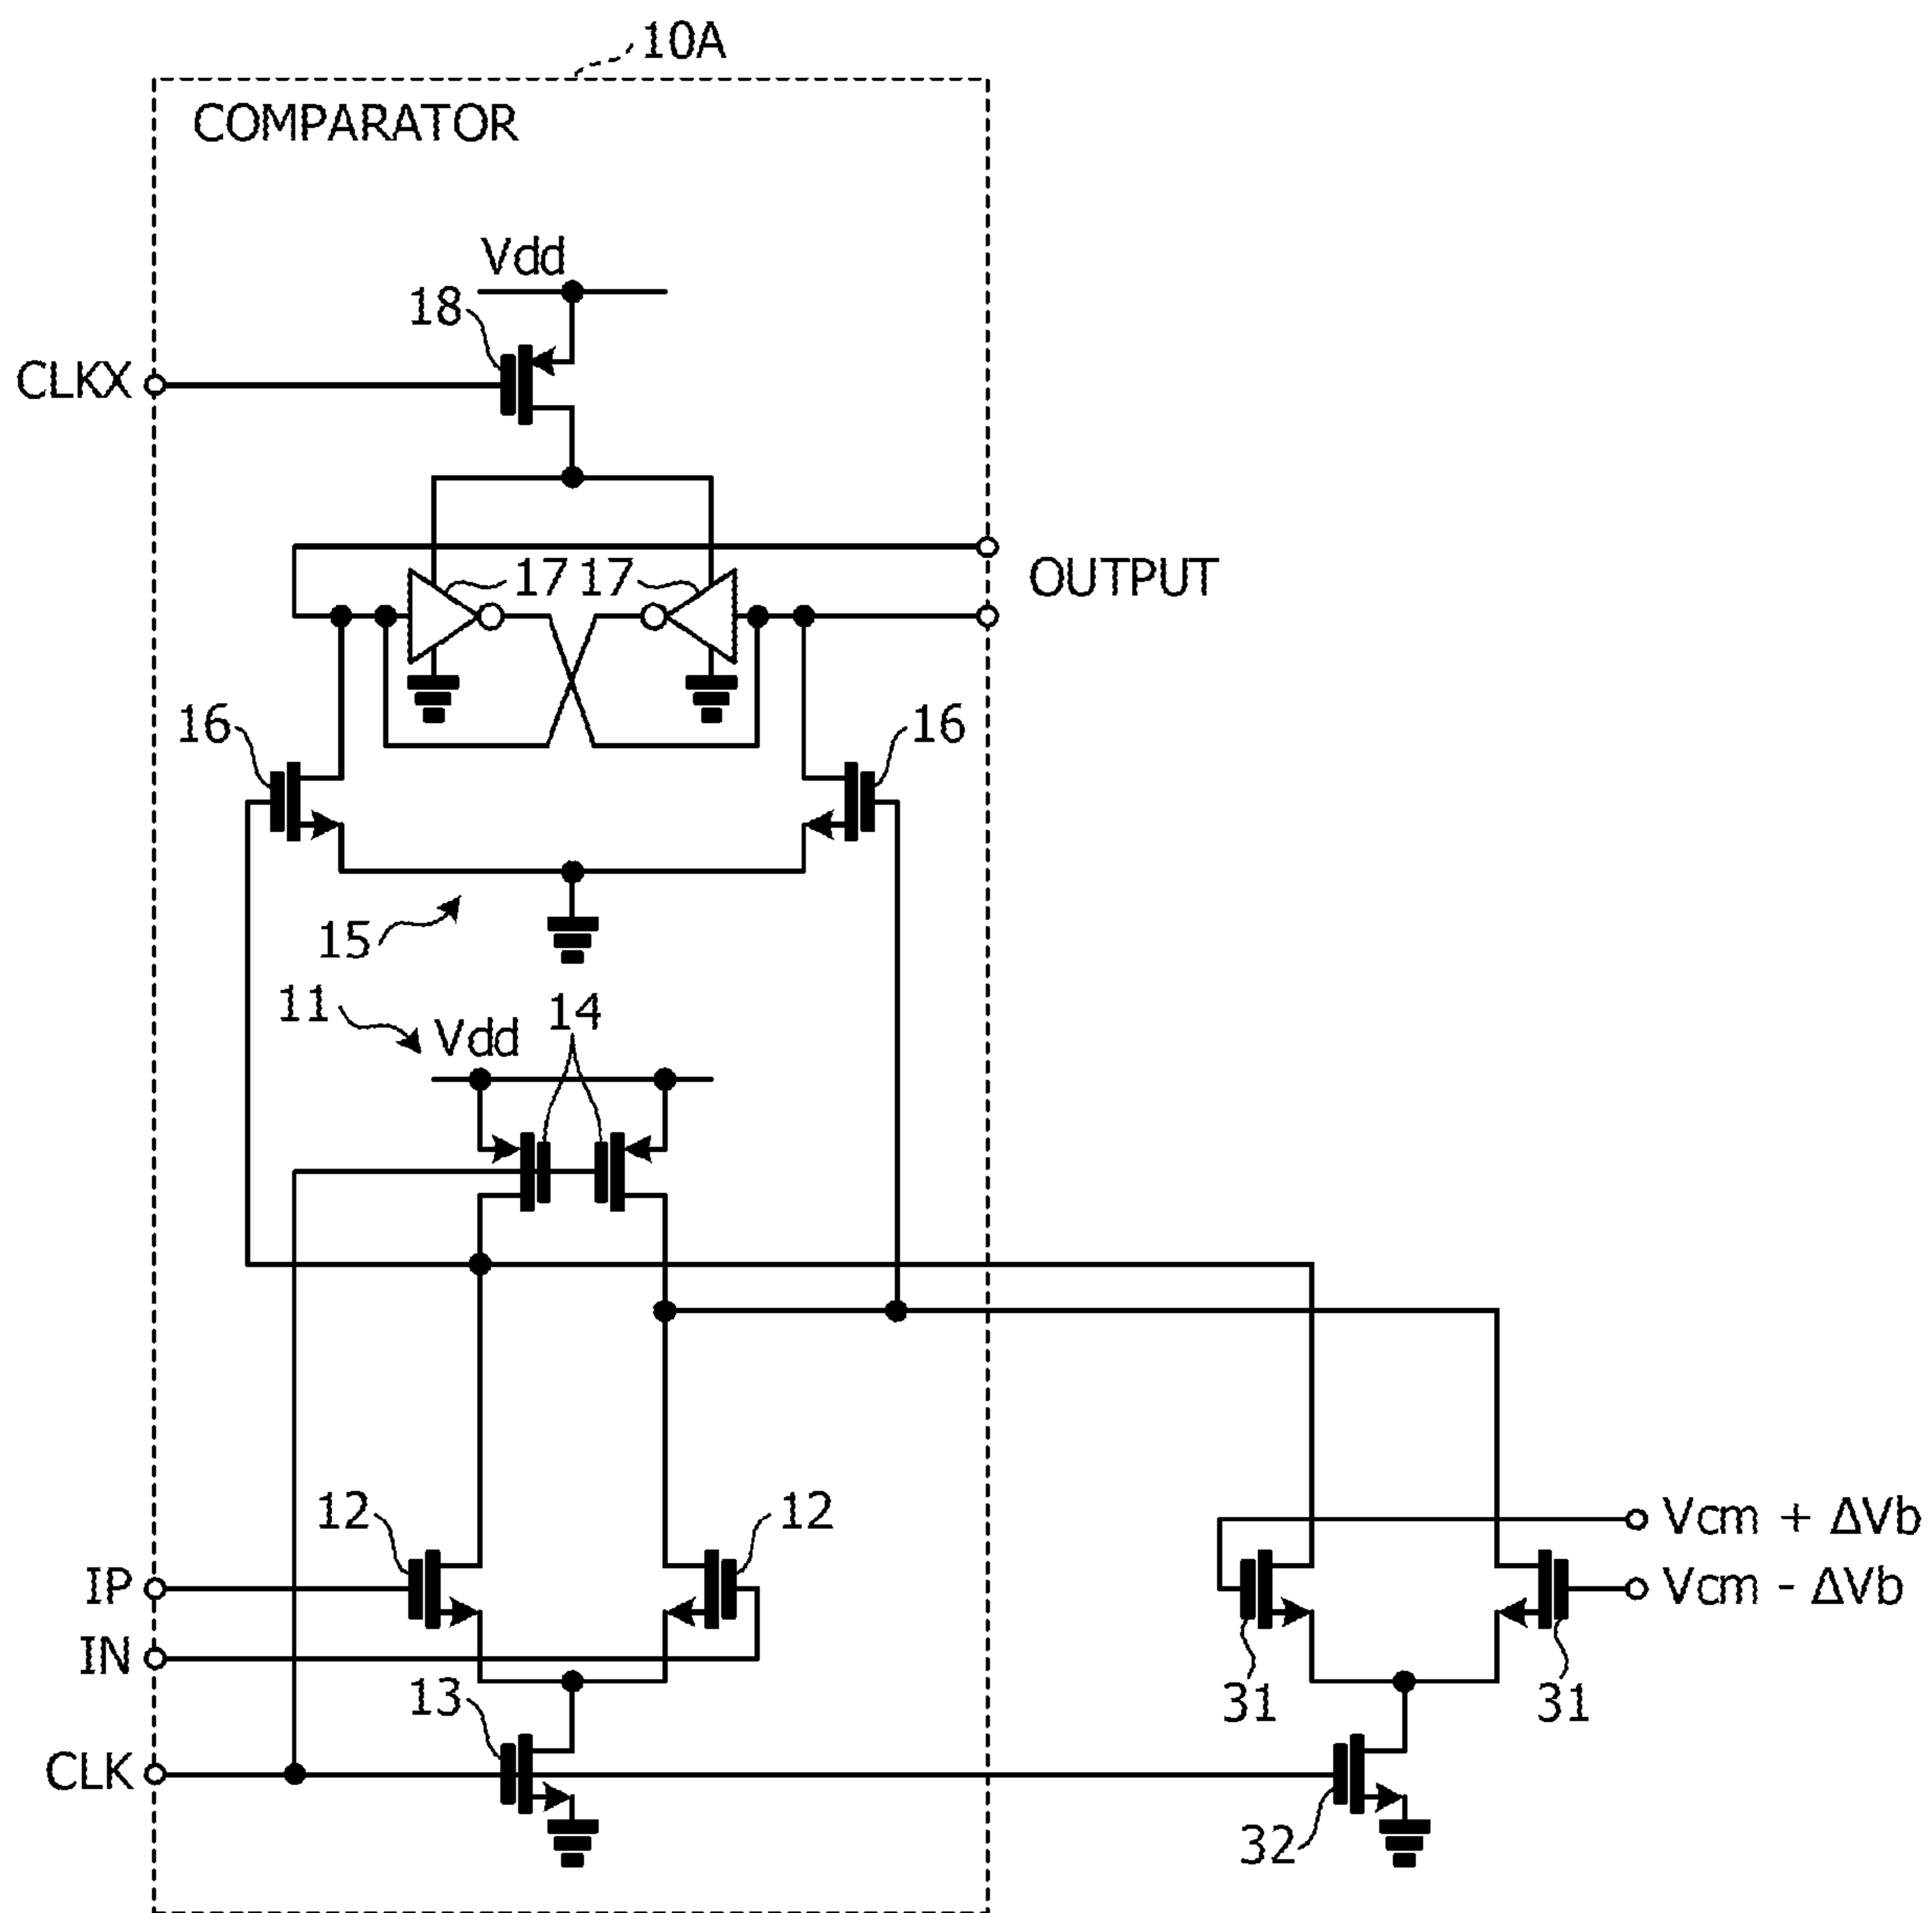 10A
COMPARATOR
Vdd
18
CLKX
17 17
OUTPUT
16
16
15
11
14
Vdd
12
12
Vcm + ΔVb
IP
Vcm - ΔVb
IN
13
31
31
CLK
32